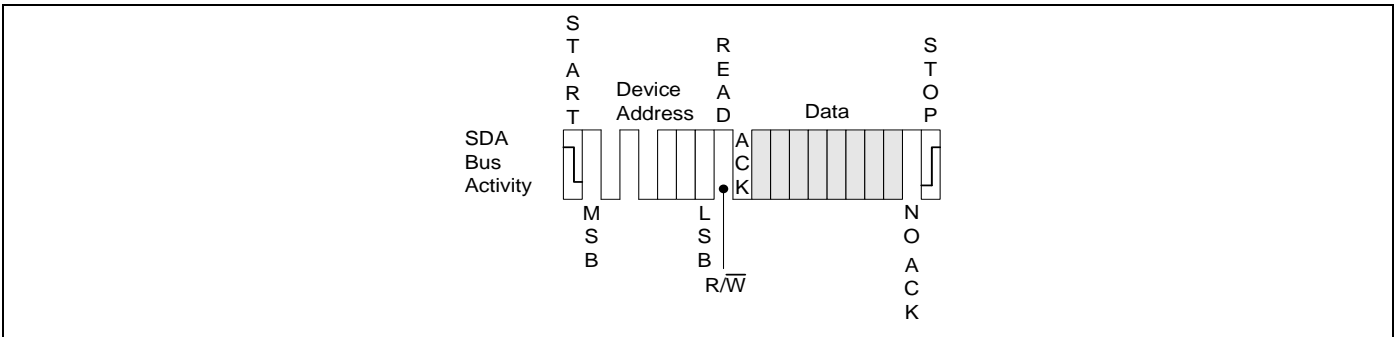 START
READ
STOP
Device
Address
Data
SDA
Bus
Activity
ACK
MSB
LSB
R/W̅
NO ACK